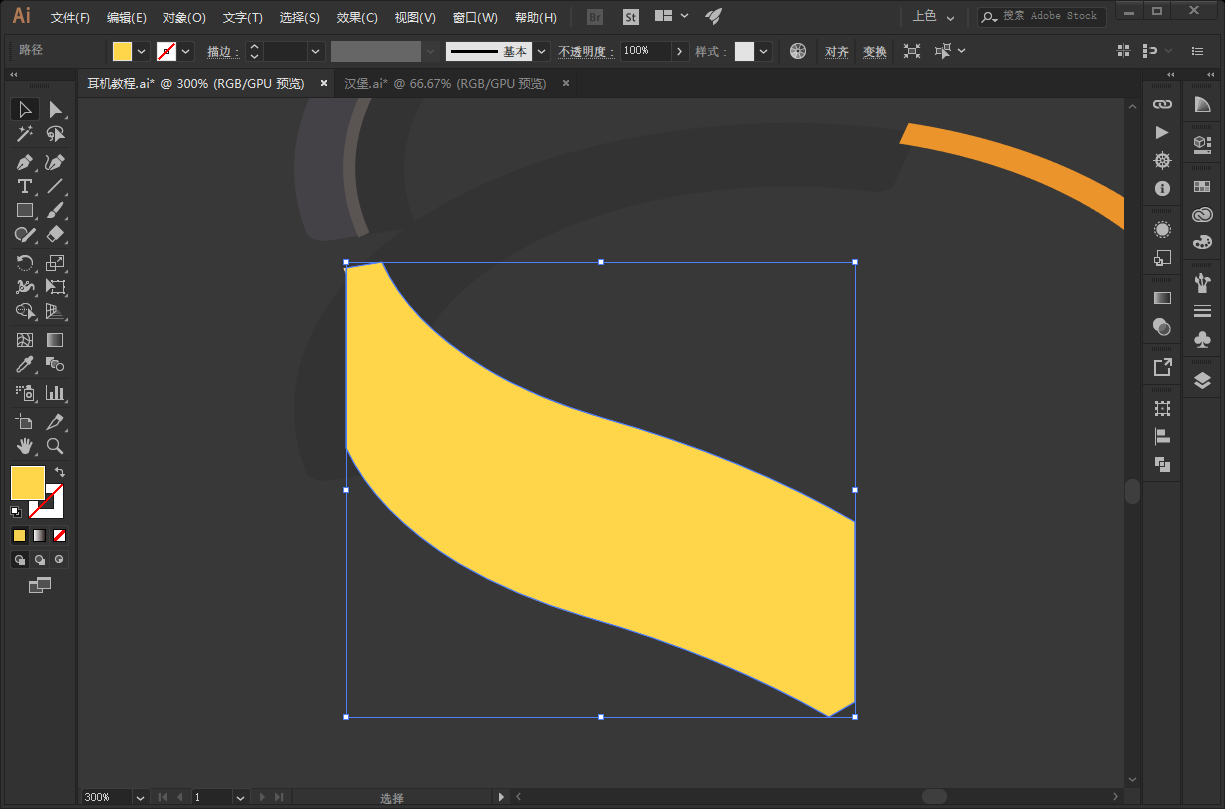 Ai 文件(F) 编辑(E) 对象(O) 文字(T) 选择(S) 效果(C) 视图(V) 窗口(W) 帮助(H) Br St 上色 搜索 Adobe Stock
路径 描边: 基本 不透明度: 100% 样式: 对齐 变换
耳机教程.ai* @ 300% (RGB/GPU 预览) × 汉堡.ai* @ 66.67% (RGB/GPU 预览) ×
300% 1 选择